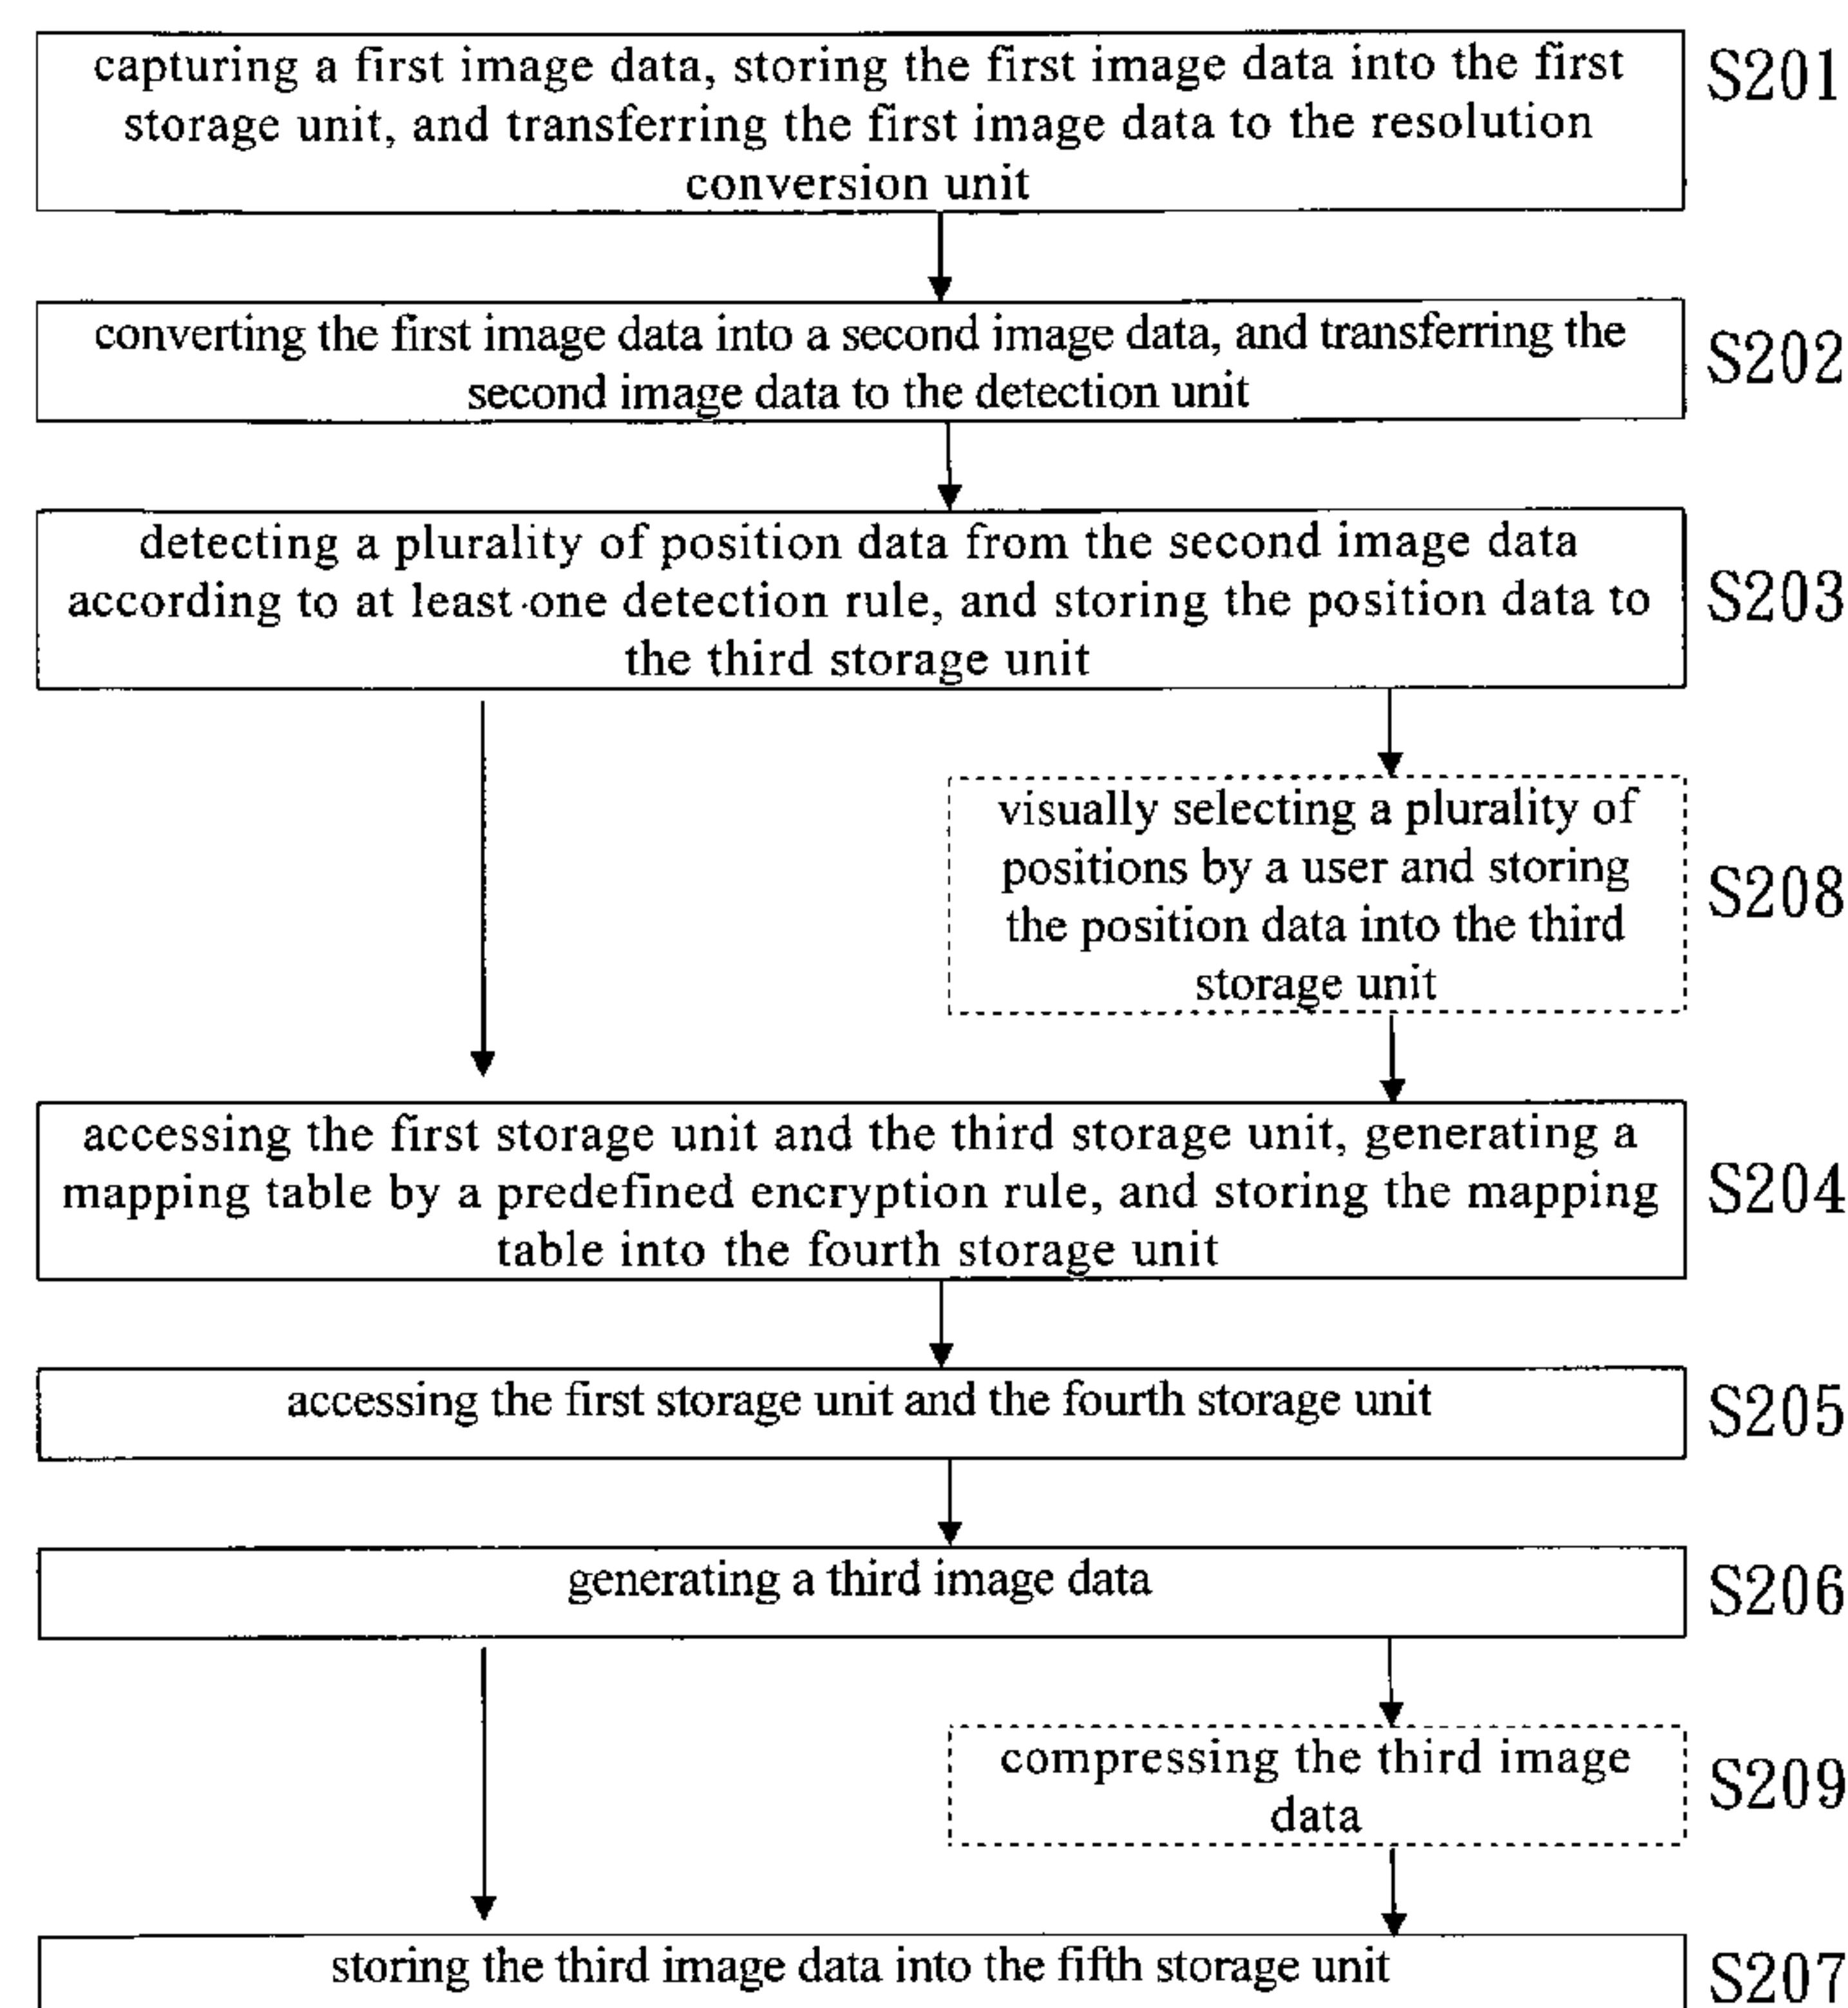 capturing a first image data, storing the first image data into the first
storage unit, and transferring the first image data to the resolution
conversion unit
S201
converting the first image data into a second image data, and transferring the
second image data to the detection unit
S202
detecting a plurality of position data from the second image data
according to at least one detection rule, and storing the position data to
the third storage unit
S203
visually selecting a plurality of
positions by a user and storing
the position data into the third
storage unit
S208
accessing the first storage unit and the third storage unit, generating a
mapping table by a predefined encryption rule, and storing the mapping
table into the fourth storage unit
S204
accessing the first storage unit and the fourth storage unit
S205
generating a third image data
S206
compressing the third image
data
S209
storing the third image data into the fifth storage unit
S207